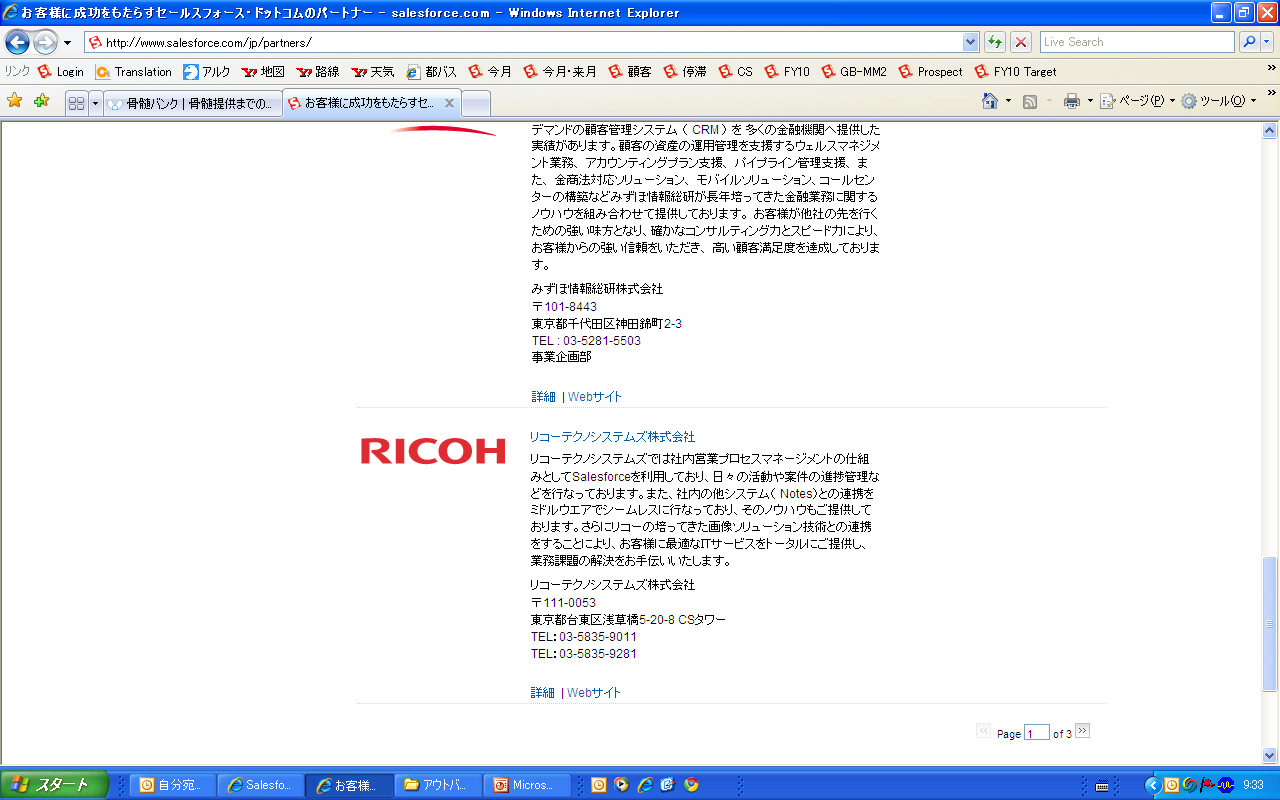 お客様に成功をもたらすセールスフォース・ドットコムのパートナー - salesforce.com - Windows Internet Explorer
http://www.salesforce.com/jp/partners/
Live Search
リンク Login Translation アルク 地図 路線 天気 都バス 今月 今月・来月 顧客 停滞 CS FY10 GB-MM2 Prospect FY10 Target
骨髄バンク | 骨髄提供までの... お客様に成功をもたらすセ... ページ(P) ツール(O)
デマンドの顧客管理システム ( CRM ) を 多くの金融機関へ提供した
実績があります。顧客の資産の運用管理を支援するウェルスマネジメ
ント業務、アカウンティングプラン支援、パイプライン管理支援、ま
た、金商法対応ソリューション、モバイルソリューション、コールセン
ターの構築などみずほ情報総研が長年培ってきた金融業務に関する
ノウハウを組み合わせて提供しております。お客様が他社の先を行く
ための強い味方となり、確かなコンサルティング力とスピード力により、
お客様からの強い信頼をいただき、高い顧客満足度を達成しておりま
す。
みずほ情報総研株式会社
〒101-8443
東京都千代田区神田錦町2-3
TEL : 03-5281-5503
事業企画部
詳細 | Webサイト
RICOH
リコーテクノシステムズ株式会社
リコーテクノシステムズでは社内営業プロセスマネージメントの仕組
みとしてSalesforceを利用しており、日々の活動や案件の進捗管理な
どを行なっております。また、社内の他システム( Notes)との連携を
ミドルウエアでシームレスに行なっており、そのノウハウもご提供して
おります。さらにリコーの培ってきた画像ソリューション技術との連携
をすることにより、お客様に最適なITサービスをトータルにご提供し、
業務課題の解決をお手伝いいたします。
リコーテクノシステムズ株式会社
〒111-0053
東京都台東区浅草橋5-20-8 CSタワー
TEL:03-5835-9011
TEL:03-5835-9281
詳細 | Webサイト
Page 1 of 3
スタート 自分宛... Salesfo... お客様... アウトバ... Micros... 9:33